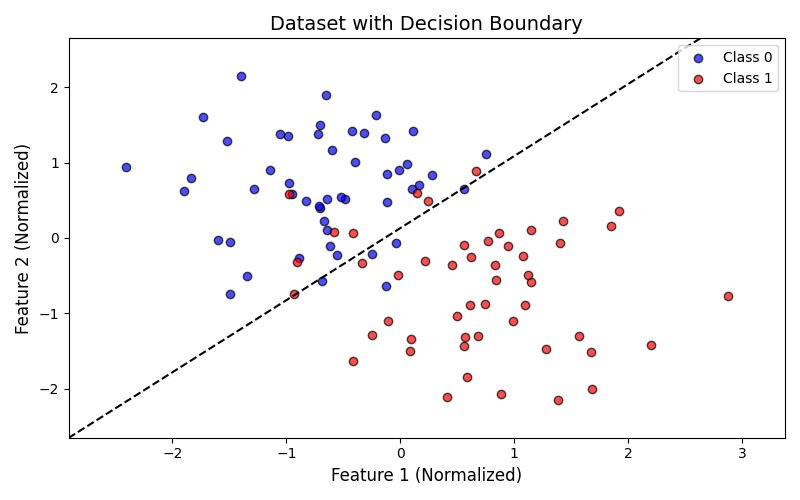 Dataset with Decision Boundary
Class 0
Class 1
Feature 2 (Normalized)
2
1
0
−1
−2
−2
−1
0
1
2
3
Feature 1 (Normalized)